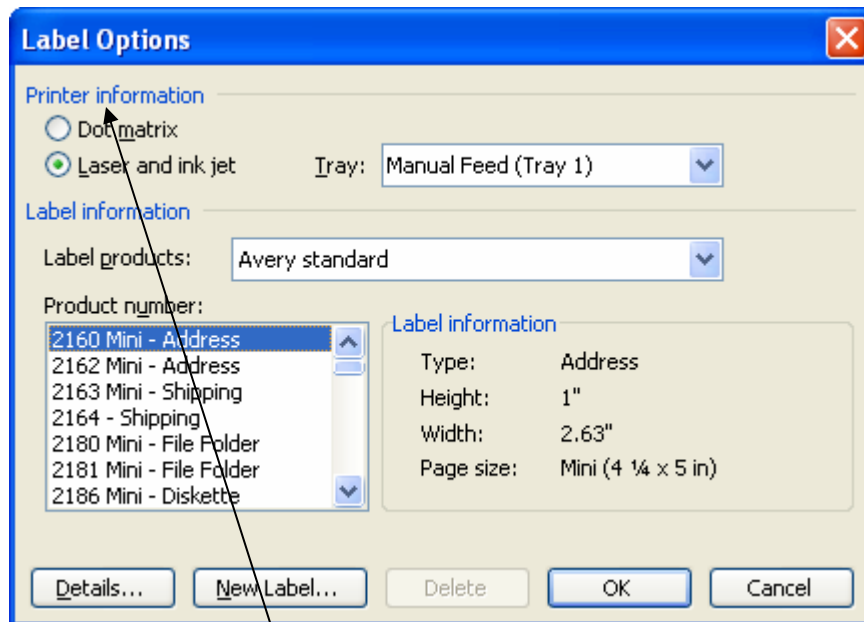 Label Options
Printer information
Dot matrix
Laser and ink jet Tray: Manual Feed (Tray 1)
Label information
Label products: Avery standard
Product number:
2160 Mini - Address
2162 Mini - Address
2163 Mini - Shipping
2164 - Shipping
2180 Mini - File Folder
2181 Mini - File Folder
2186 Mini - Diskette
Label information
Type: Address
Height: 1"
Width: 2.63"
Page size: Mini (4 ¼ x 5 in)
Details... New Label... Delete OK Cancel